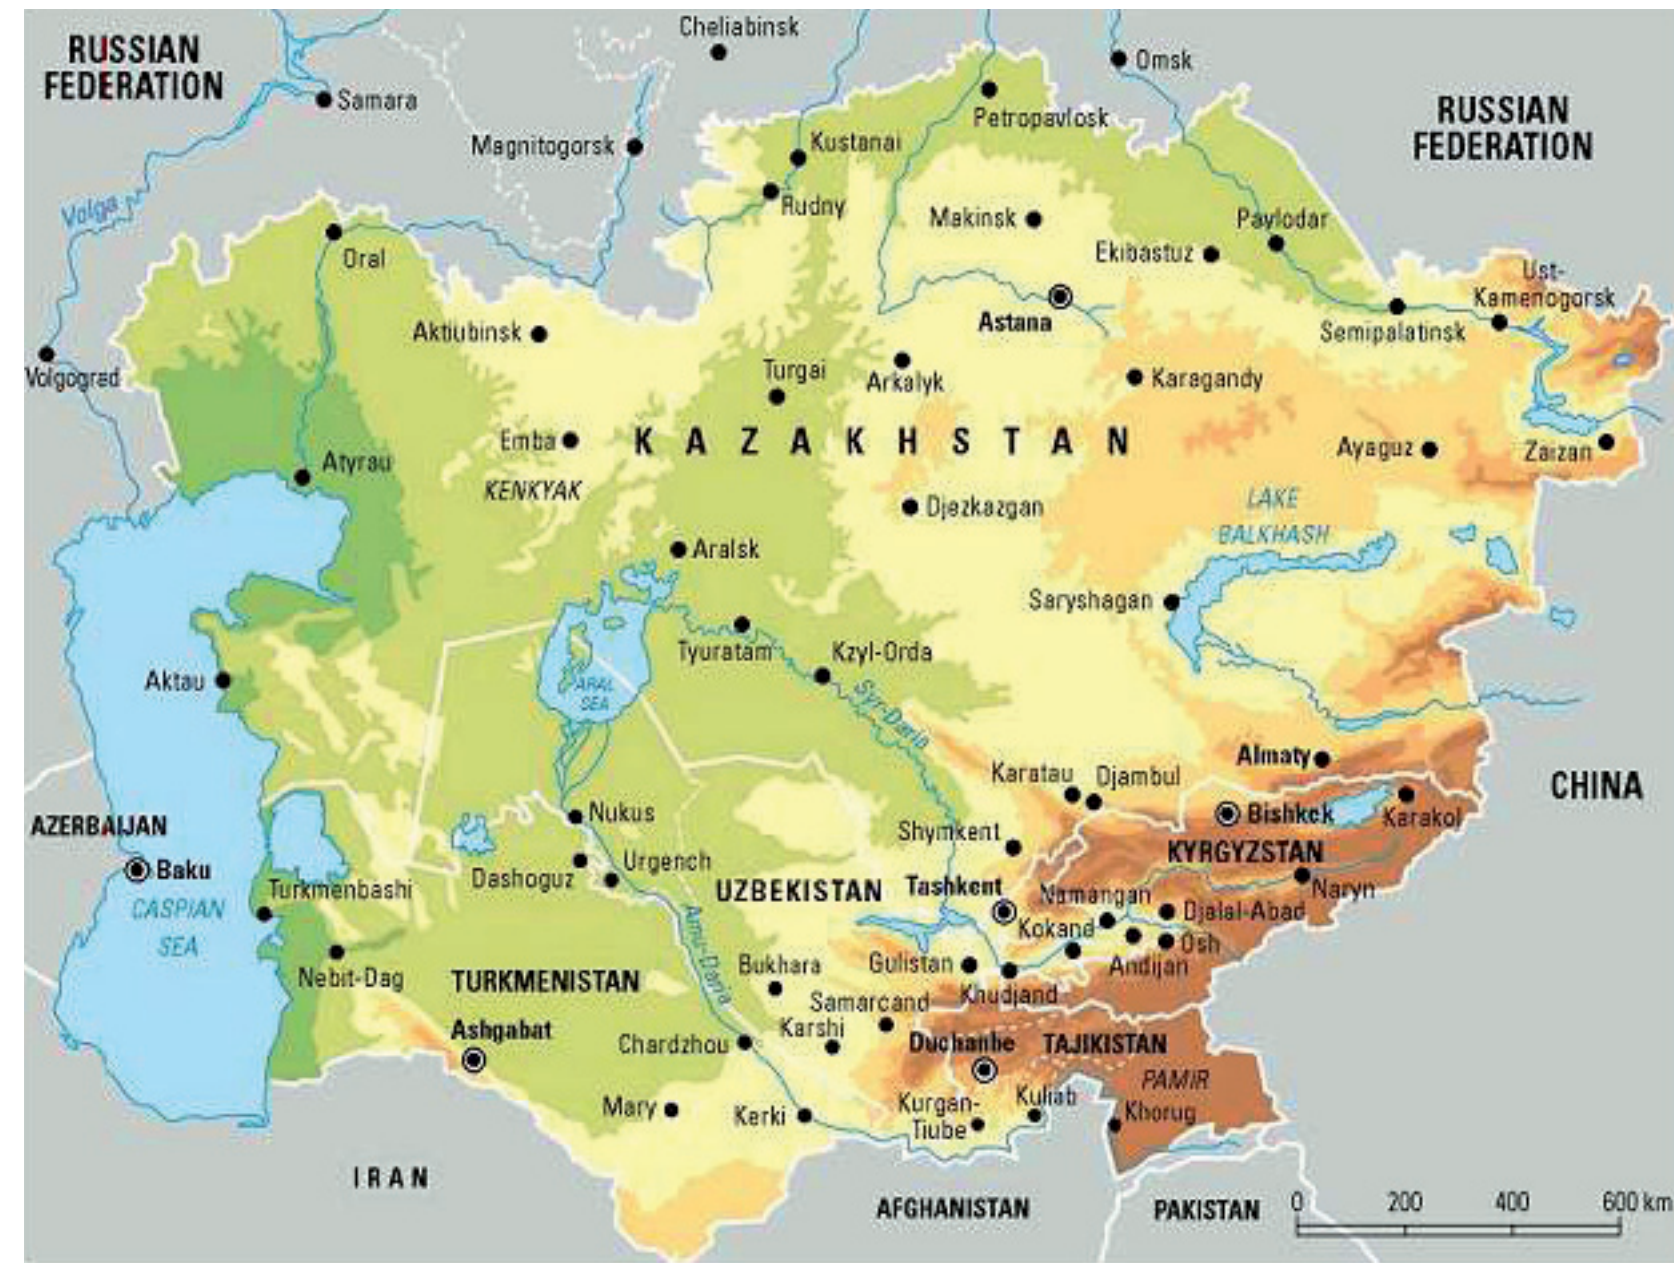 Cheliabinsk
RUSSIAN
FEDERATION
Omsk
Samara
Petropavlosk
RUSSIAN
FEDERATION
Magnitogorsk
Kustanai
Rudny
Volga
Makinsk
Pavlodar
Oral
Ekibastuz
Ust-
Kamenogorsk
Astana
Aktiubinsk
Semipalatinsk
Volgograd
Turgai
Arkalyk
Karagandy
Emba
KAZAKHSTAN
Ayaguz
Zaizan
Atyrau
KENKYAK
Djezkazgan
LAKE
BALKHASH
Aralsk
Saryshagan
Tyuratam
Kzyl-Orda
Aktau
ARAL
SEA
Syr-Daria
Almaty
Karatau
Djambul
CHINA
Nukus
Bishkek
Karakol
AZERBAIJAN
Shymkent
KYRGYZSTAN
Baku
Dashoguz
Urgench
UZBEKISTAN
Tashkent
Namangan
Naryn
Turkmenbashi
CASPIAN
SEA
Djalal-Abad
Kokand
Osh
Amu-Daria
Nebit-Dag
TURKMENISTAN
Bukhara
Gulistan
Andijan
Khudjand
Samarcand
Ashgabat
Karshi
Chardzhou
Duchanbe
TAJIKISTAN
PAMIR
Mary
Kerki
Kurgan-
Tiube
Kuliab
Khorug
IRAN
AFGHANISTAN
PAKISTAN
0 200 400 600 km